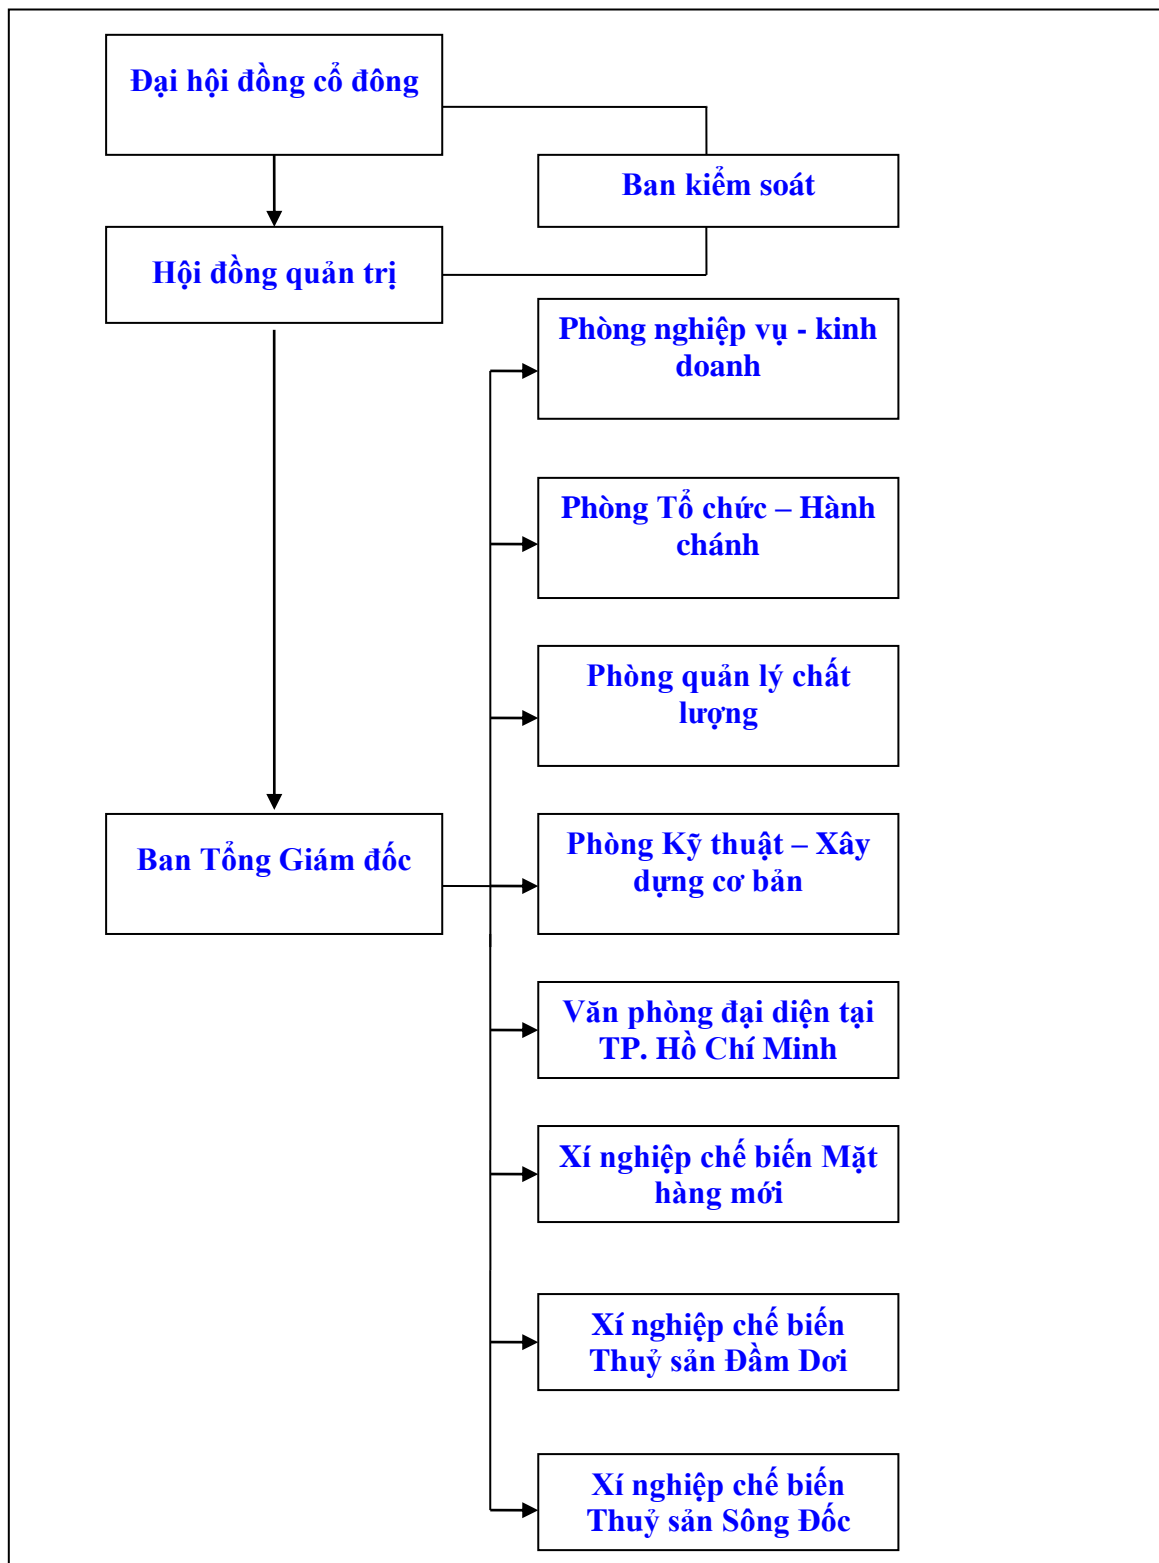 Đại hội đồng cổ đông
Ban kiểm soát
Hội đồng quản trị
Phòng nghiệp vụ - kinh
doanh
Phòng Tổ chức – Hành
chánh
Phòng quản lý chất
lượng
Ban Tổng Giám đốc
Phòng Kỹ thuật – Xây
dựng cơ bản
Văn phòng đại diện tại
TP. Hồ Chí Minh
Xí nghiệp chế biến Mặt
hàng mới
Xí nghiệp chế biến
Thuỷ sản Đầm Dơi
Xí nghiệp chế biến
Thuỷ sản Sông Đốc